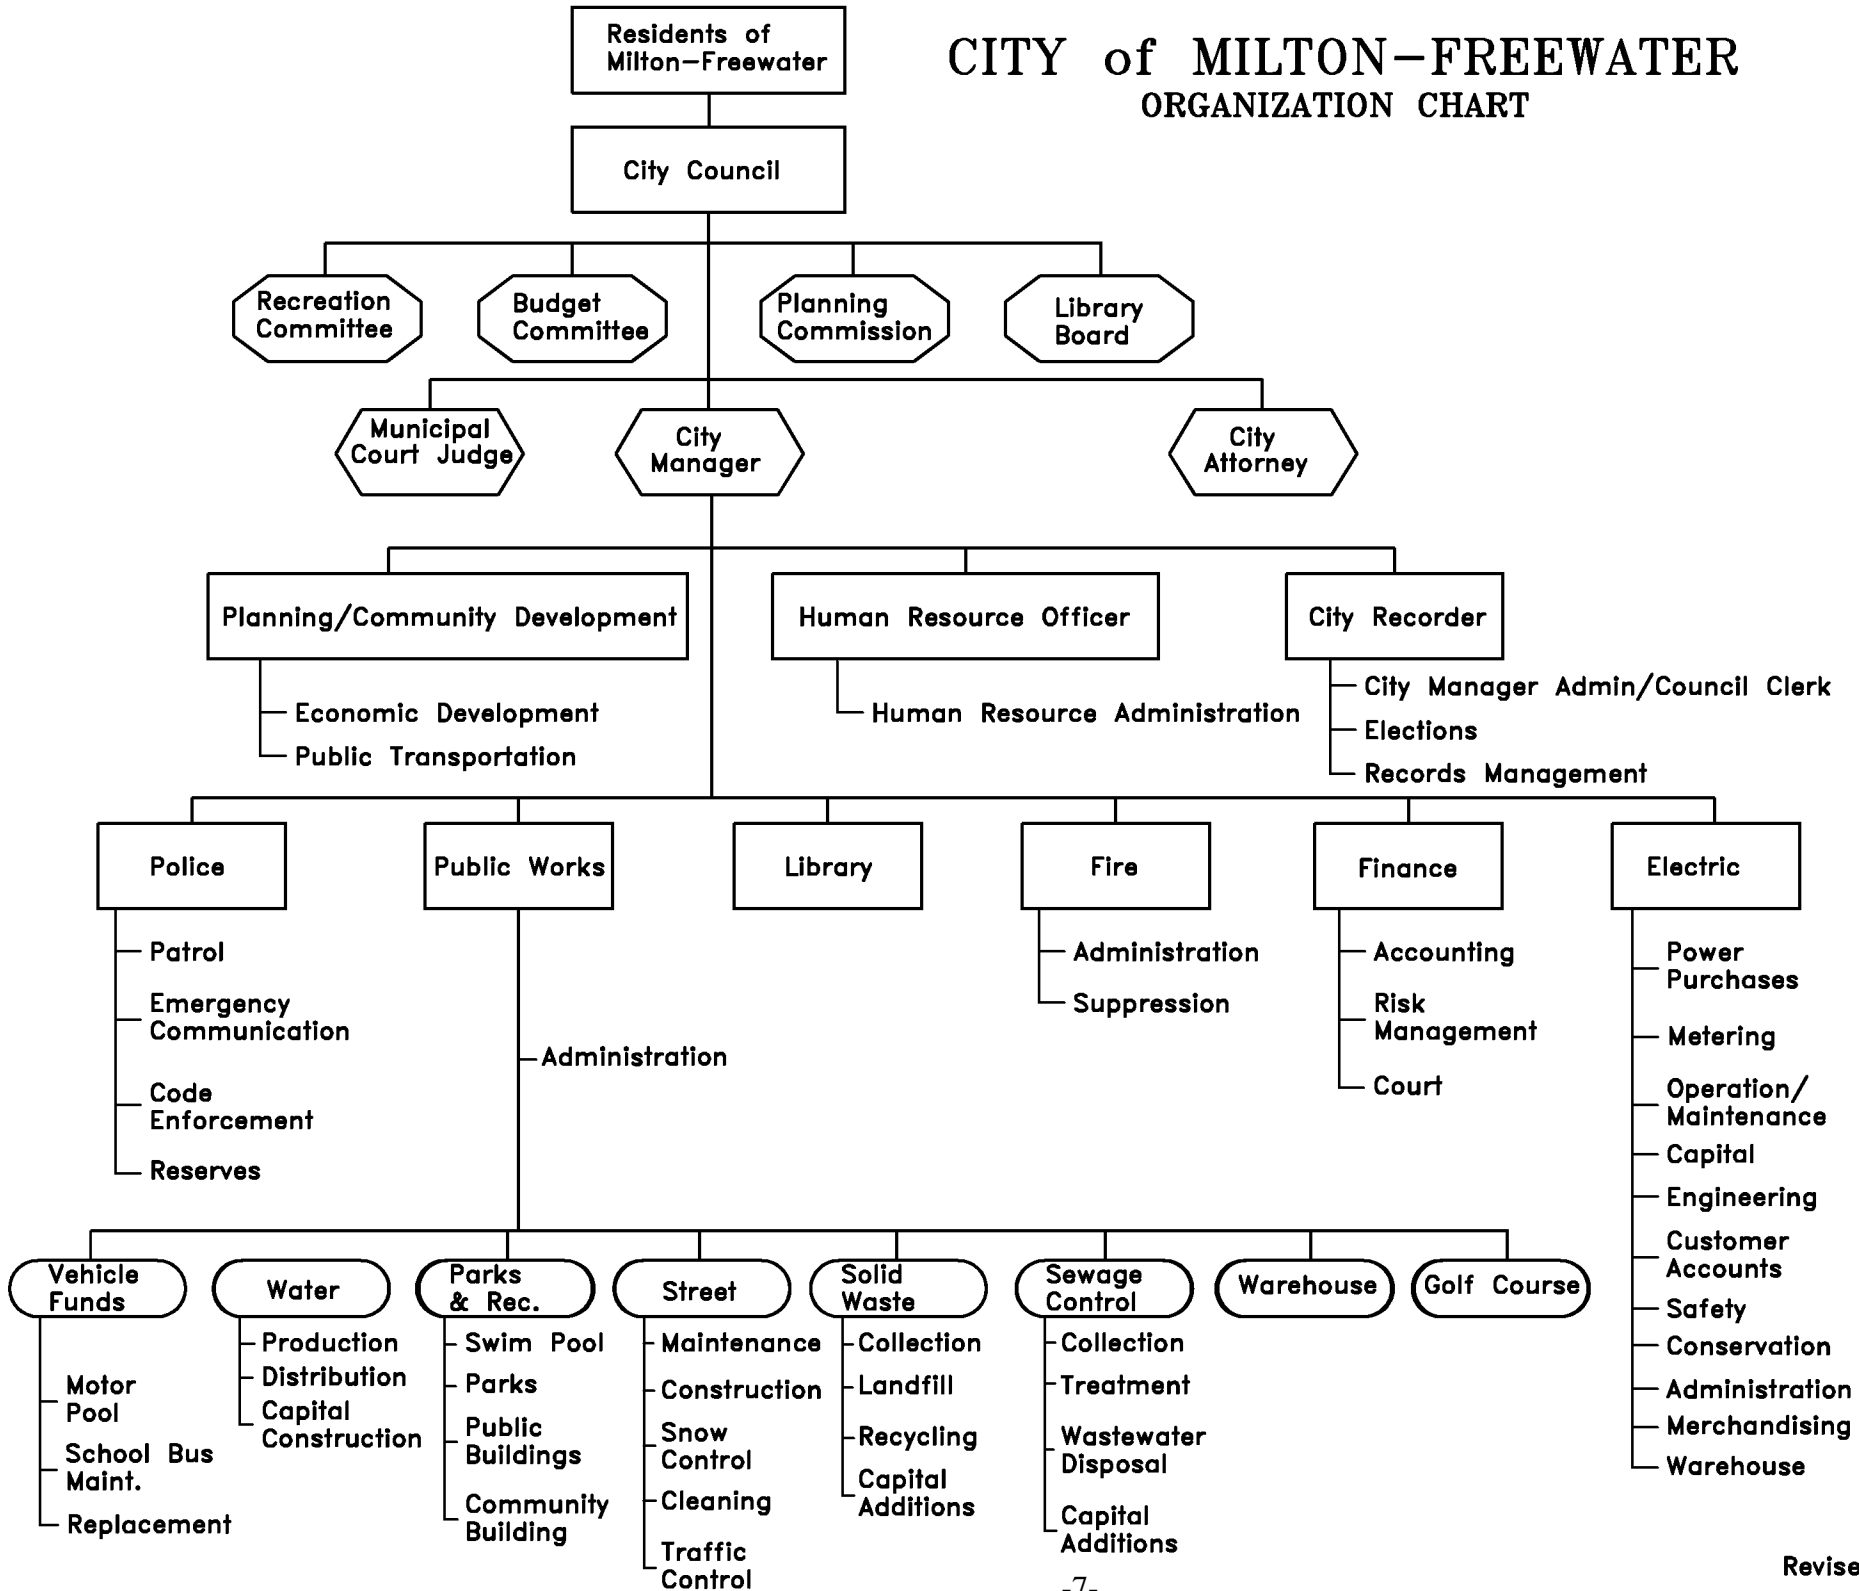 Residents of
Milton-Freewater
CITY of MILTON-FREEWATER
ORGANIZATION CHART
City Council
Recreation
Committee
Budget
Committee
Planning
Commission
Library
Board
Municipal
Court Judge
City
Manager
City
Attorney
Planning/Community Development
Human Resource Officer
City Recorder
Economic Development
Public Transportation
Human Resource Administration
City Manager Admin/Council Clerk
Elections
Records Management
Police
Public Works
Library
Fire
Finance
Electric
Patrol
Emergency
Communication
Code
Enforcement
Reserves
Administration
Administration
Suppression
Accounting
Risk
Management
Court
Power
Purchases
Metering
Operation/
Maintenance
Capital
Engineering
Customer
Accounts
Safety
Conservation
Administration
Merchandising
Warehouse
Vehicle
Funds
Water
Parks
& Rec.
Street
Solid
Waste
Sewage
Control
Warehouse
Golf Course
Motor
Pool
School Bus
Maint.
Replacement
Production
Distribution
Capital
Construction
Swim Pool
Parks
Public
Buildings
Community
Building
Maintenance
Construction
Snow
Control
Cleaning
Traffic
Control
Collection
Landfill
Recycling
Capital
Additions
Collection
Treatment
Wastewater
Disposal
Capital
Additions
Revise
-7-